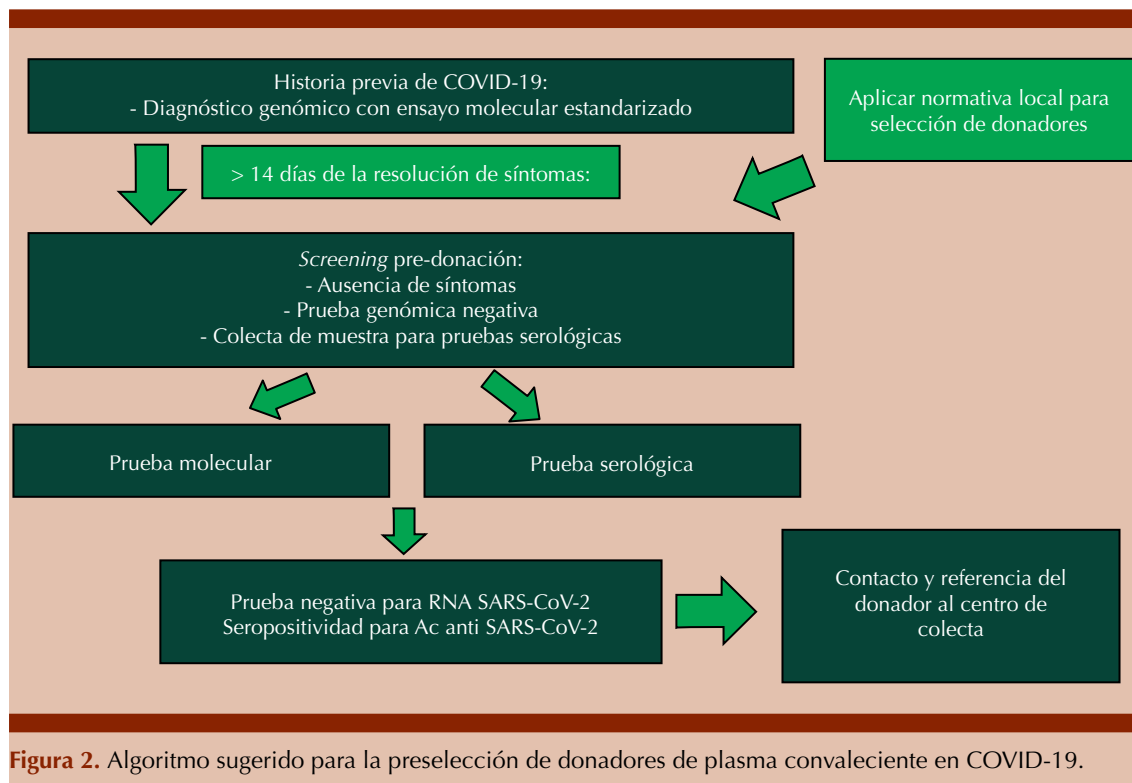 Historia previa de COVID-19:
- Diagnóstico genómico con ensayo molecular estandarizado
Aplicar normativa local para
selección de donadores
> 14 días de la resolución de síntomas:
Screening pre-donación:
- Ausencia de síntomas
- Prueba genómica negativa
- Colecta de muestra para pruebas serológicas
Prueba molecular
Prueba serológica
Prueba negativa para RNA SARS-CoV-2
Seropositividad para Ac anti SARS-CoV-2
Contacto y referencia del
donador al centro de
colecta
Figura 2. Algoritmo sugerido para la preselección de donadores de plasma convaleciente en COVID-19.